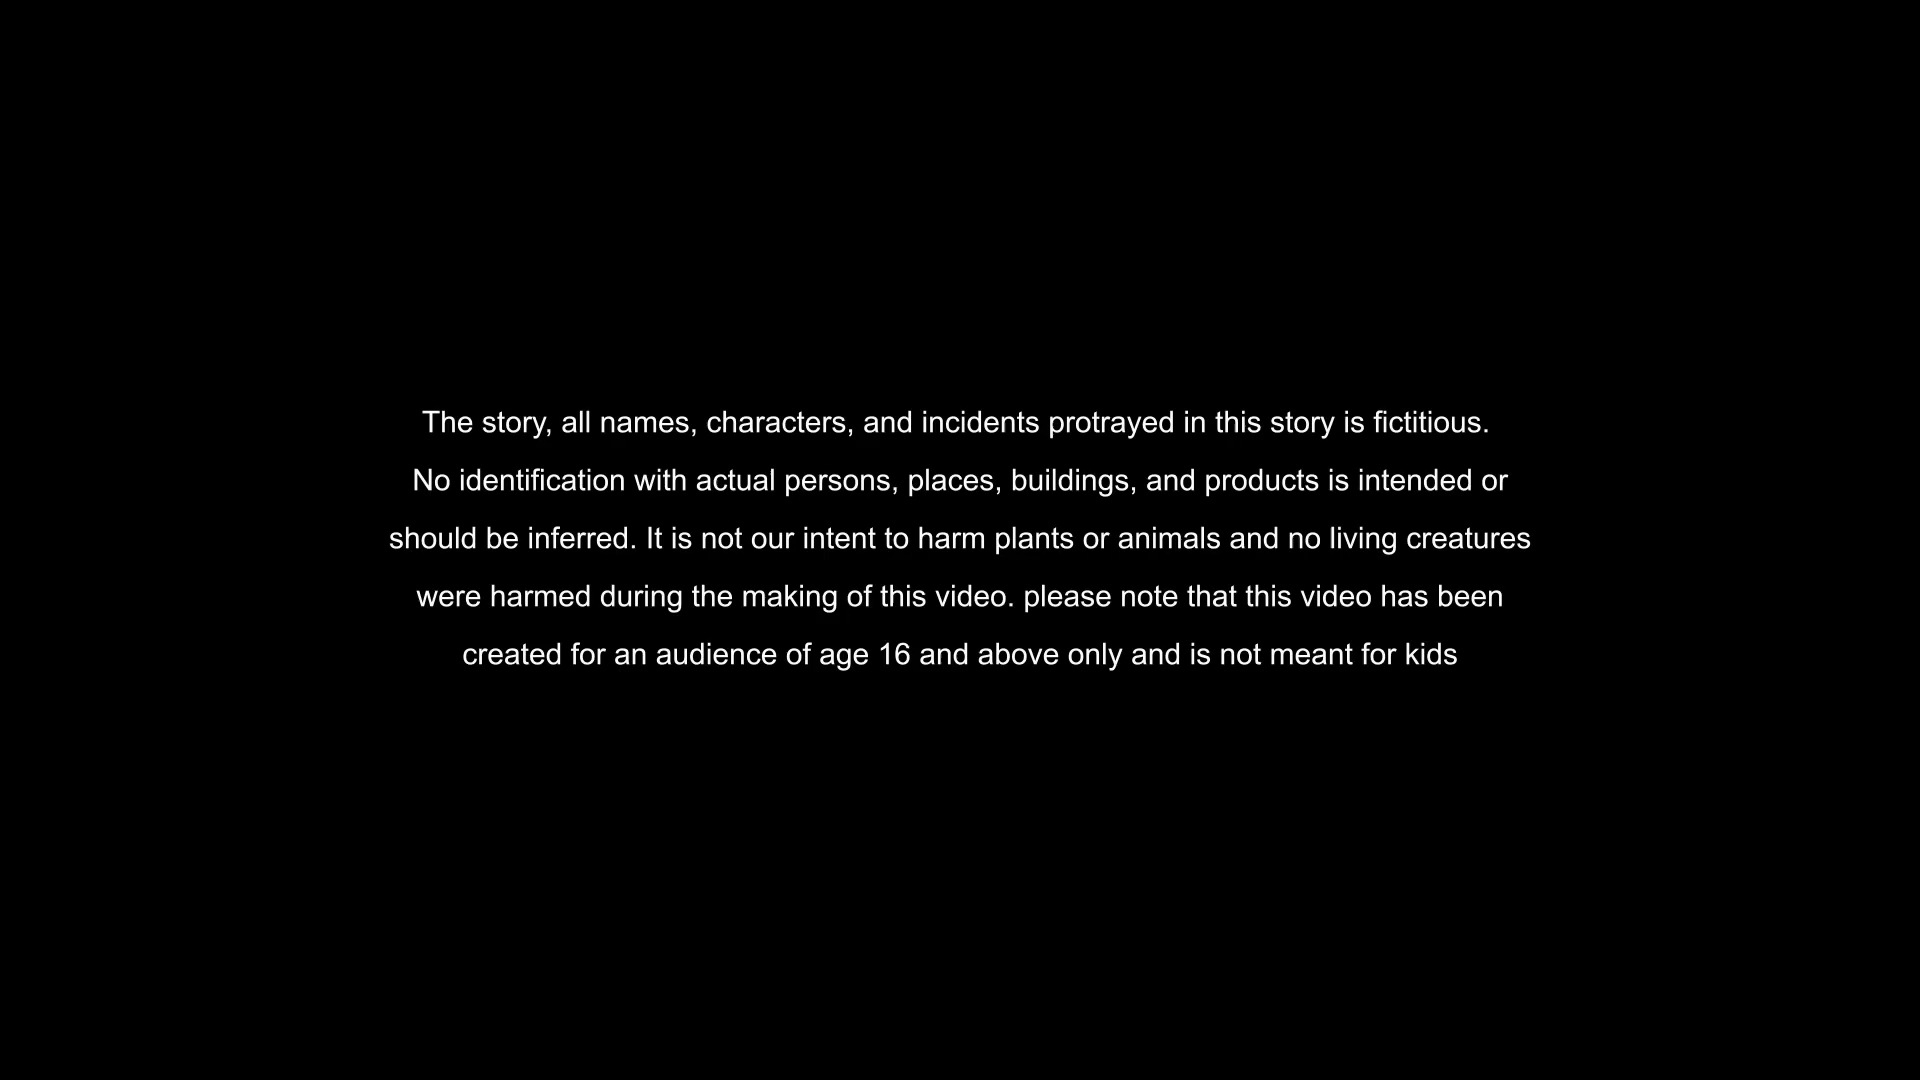 The story, all names, characters, and incidents protrayed in this story is fictitious.
No identification with actual persons, places, buildings, and products is intended or
should be inferred. It is not our intent to harm plants or animals and no living creatures
were harmed during the making of this video. please note that this video has been
created for an audience of age 16 and above only and is not meant for kids